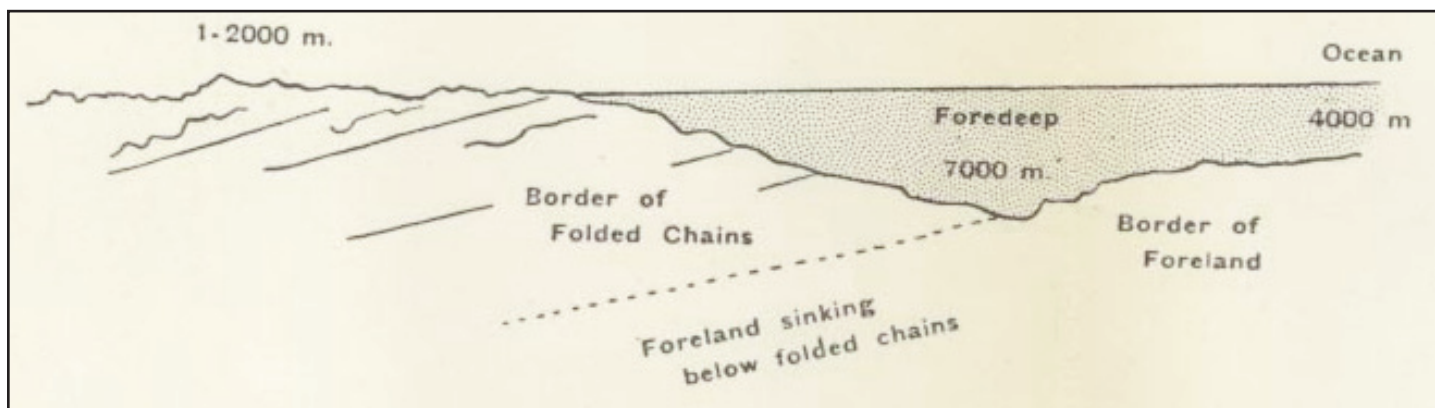 1-2000 m.
Ocean
Foredeep
4000 m
7000 m.
Border of
Folded Chains
Border of
Foreland
Foreland sinking
below folded chains